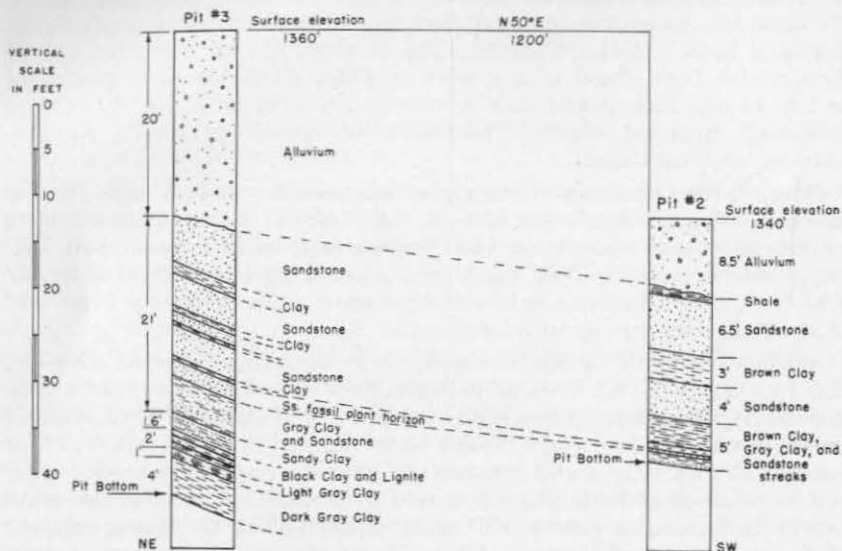 Pit #3
Surface elevation
1360'
N 50° E
1200'
VERTICAL
SCALE
IN FEET
0
5
10
20
30
40
20'
Alluvium
Pit #2
Surface elevation
1340'
8.5' Alluvium
Shale
6.5' Sandstone
3' Brown Clay
4' Sandstone
Brown Clay,
5' Gray Clay, and
Sandstone
streaks
Pit Bottom
21'
Sandstone
Clay
Sandstone
Clay
Sandstone
Clay
Ss. fossil plant horizon
1.6'
Gray Clay
and Sandstone
2'
Sandy Clay
1'
Black Clay and Lignite
4'
Light Gray Clay
Pit Bottom
Dark Gray Clay
NE
SW